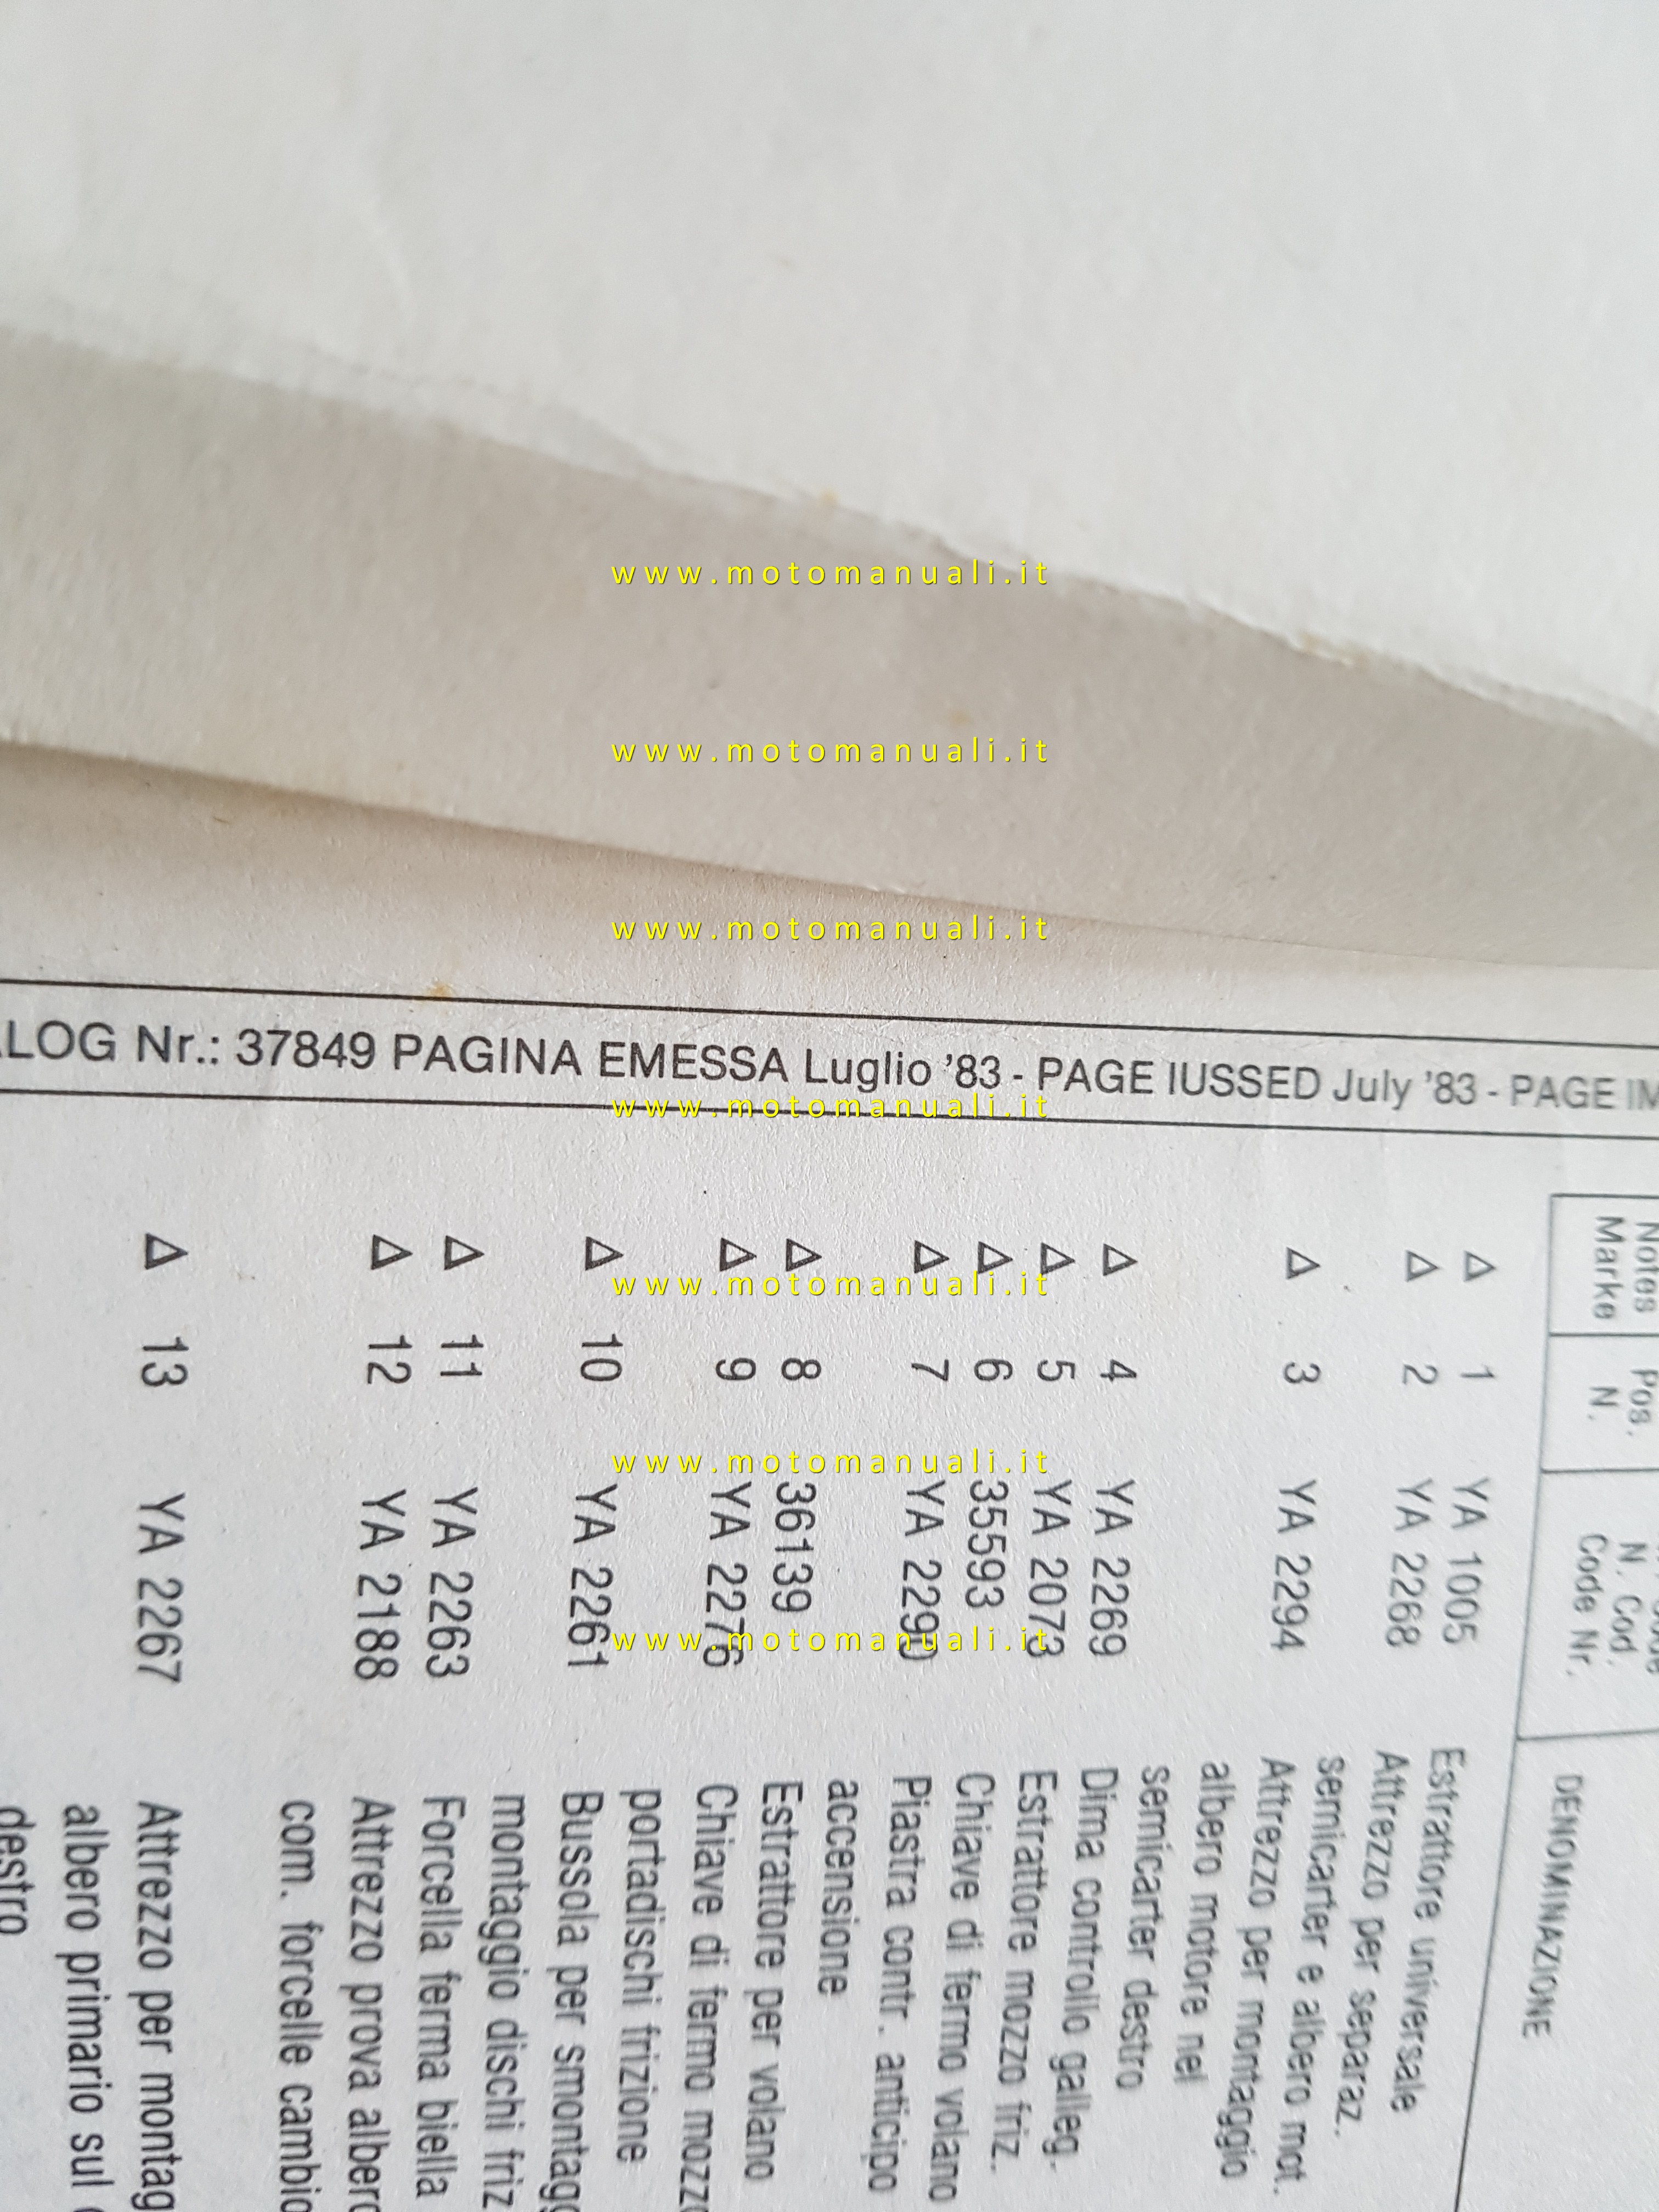 www.motomanuali.it
www.motomanuali.it
www.motomanuali.it
www.motomanuali.it
www.motomanuali.it
www.motomanuali.it
www.motomanuali.it
ALOG Nr.: 37849 PAGINA EMESSA Luglio '83 - PAGE IUSSED July '83 - PAGE IM
Notes Pos. N. Cod.
Marke N. Code Nr. DENOMINAZIONE
Δ 1 YA 1005 Estrattore universale
Δ 2 YA 2268 Attrezzo per separaz.
semicarter e albero mot.
Δ 3 YA 2294 Attrezzo per montaggio
albero motore nel
semicarter destro
Δ 4 YA 2269 Dima controllo galleg.
Δ 5 YA 2073 Estrattore mozzo friz.
Δ 6 35593 Chiave di fermo volano
Δ 7 YA 2290 Piastra contr. anticipo
accensione
Δ 8 36139 Estrattore per volano
Δ 9 YA 2276 Chiave di fermo mozzo
portadischi frizione
Δ 10 YA 2261 Bussola per smontagg
montaggio dischi friz
Δ 11 YA 2263 Forcella ferma biella
Δ 12 YA 2188 Attrezzo prova albero
com. forcelle cambio
Δ 13 YA 2267 Attrezzo per montag
albero primario sul
destro